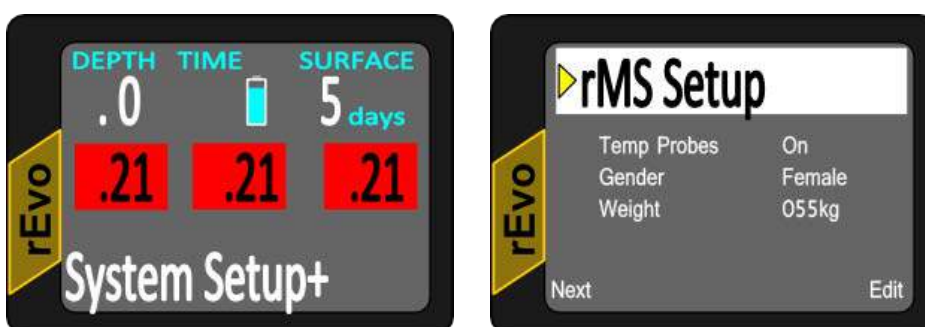 DEPTH TIME SURFACE
.0 5 days
.21 .21 .21
System Setup+
rEvo
rMS Setup
Temp Probes On
Gender Female
Weight 055kg
Next Edit
rEvo